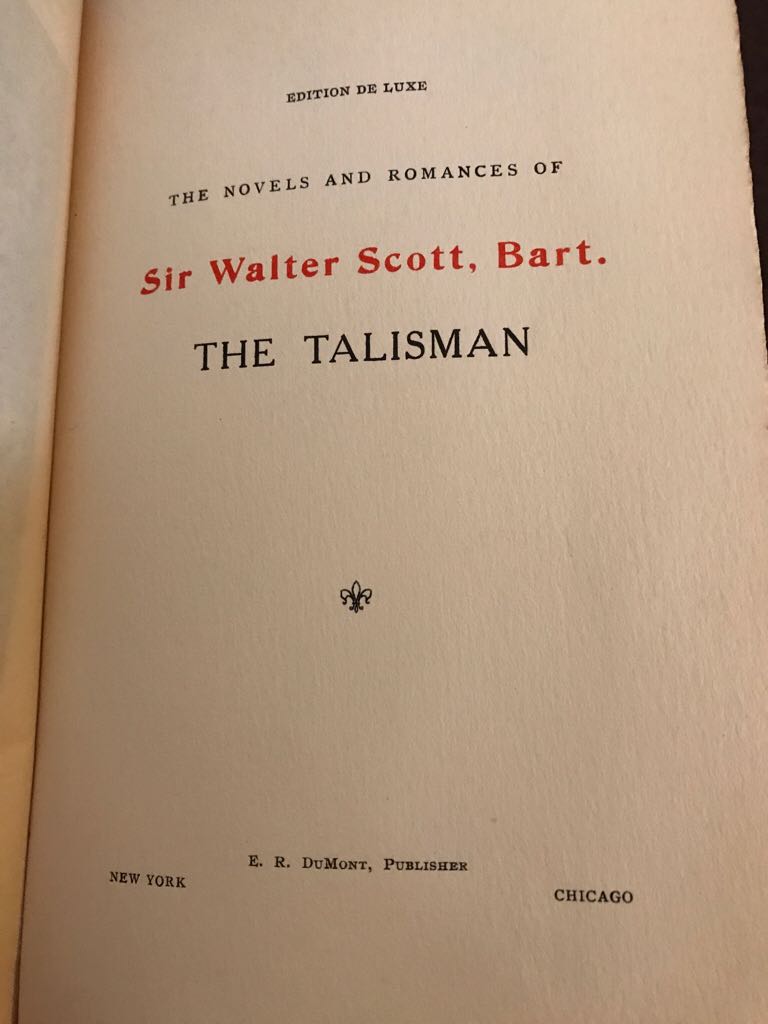 EDITION DE LUXE
THE NOVELS AND ROMANCES OF
Sir Walter Scott, Bart.
THE TALISMAN
E. R. DuMont, Publisher
NEW YORK
CHICAGO